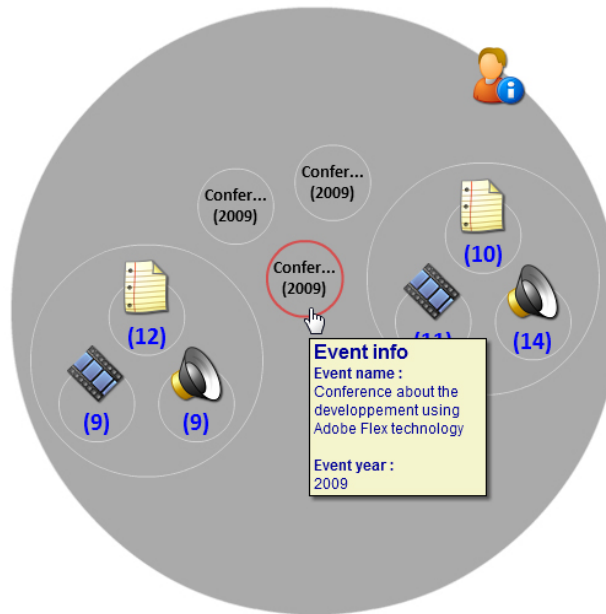 Confer...
(2009)
Confer...
(2009)
(10)
Confer...
(2009)
(12)
(11)
(14)
(9)
(9)
Event info
Event name :
Conference about the
developpement using
Adobe Flex technology
Event year :
2009